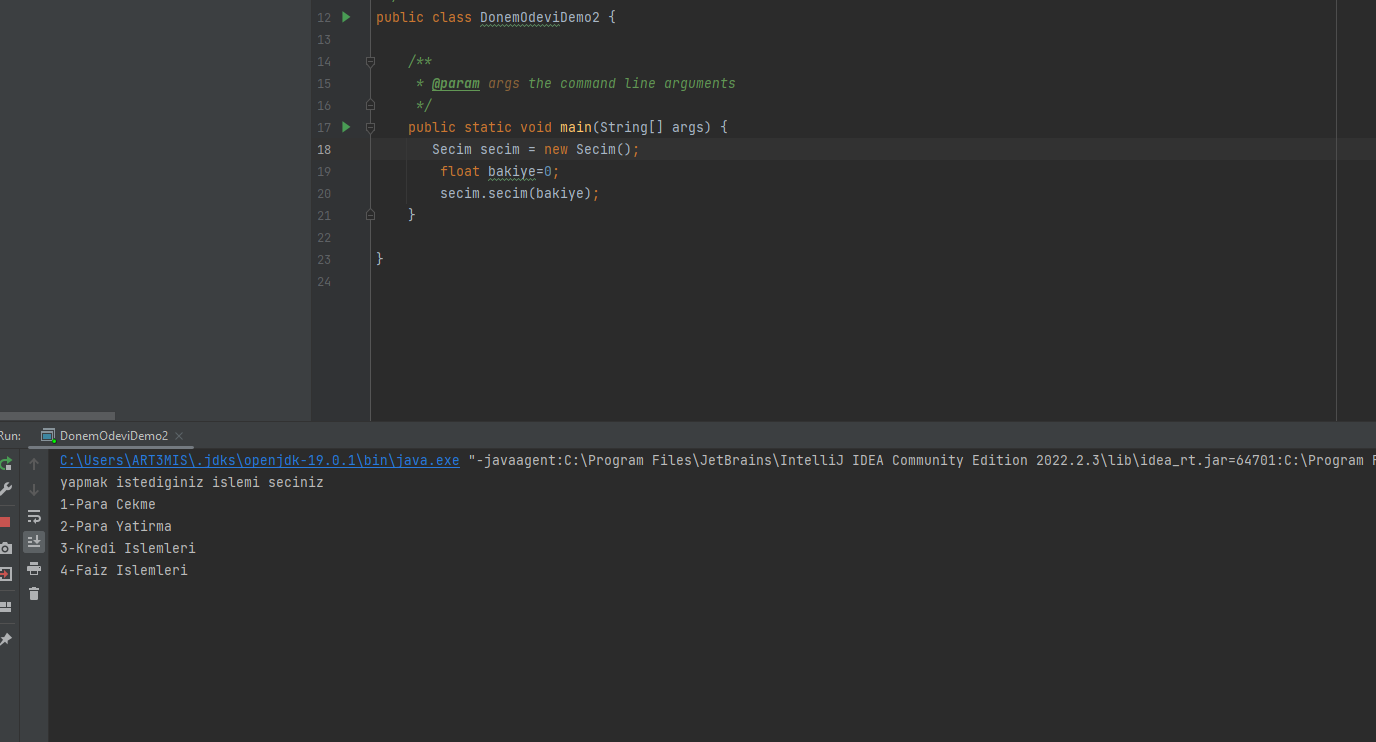 12 public class DonemOdeviDemo2 {
13
14 /**
15 * @param args the command line arguments
16 */
17 public static void main(String[] args) {
18 Secim secim = new Secim();
19 float bakiye=0;
20 secim.secim(bakiye);
21 }
22
23 }
24
Run: DonemOdeviDemo2
C:\Users\ART3MIS\.jdks\openjdk-19.0.1\bin\java.exe "-javaagent:C:\Program Files\JetBrains\IntelliJ IDEA Community Edition 2022.2.3\lib\idea_rt.jar=64701:C:\Program F
yapmak istediginiz islemi seciniz
1-Para Cekme
2-Para Yatirma
3-Kredi Islemleri
4-Faiz Islemleri